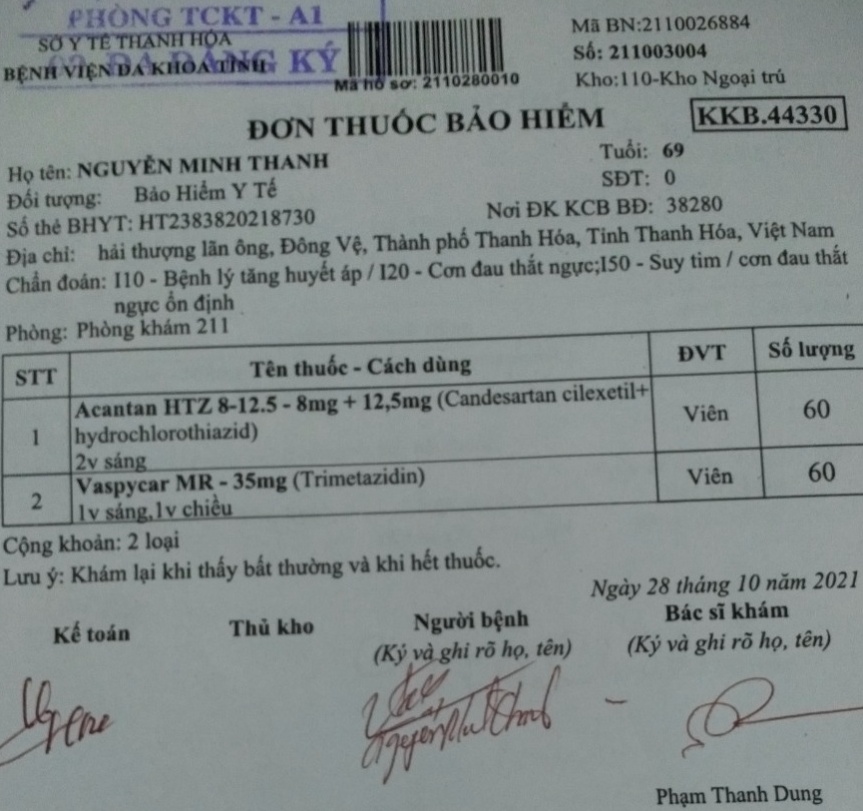 PHÒNG TCKT - A1
SỞ Y TẾ THANH HÓA
BỆNH VIỆN ĐA KHOA TỈNH
ĐÃ ĐĂNG KÝ
Mã hồ sơ: 2110280010
Mã BN:2110026884
Số: 211003004
Kho:110-Kho Ngoại trú
ĐƠN THUỐC BẢO HIỂM
KKB.44330
Họ tên: NGUYỄN MINH THANH
Tuổi: 69
Đối tượng: Bảo Hiểm Y Tế
SĐT: 0
Số thẻ BHYT: HT2383820218730
Nơi ĐK KCB BĐ: 38280
Địa chỉ: hải thượng lãn ông, Đông Vệ, Thành phố Thanh Hóa, Tỉnh Thanh Hóa, Việt Nam
Chẩn đoán: I10 - Bệnh lý tăng huyết áp / I20 - Cơn đau thắt ngực;I50 - Suy tim / cơn đau thắt
ngực ổn định
Phòng: Phòng khám 211
STT Tên thuốc - Cách dùng ĐVT Số lượng
1 Acantan HTZ 8-12.5 - 8mg + 12,5mg (Candesartan cilexetil+
hydrochlorothiazid) Viên 60
2v sáng
2 Vaspycar MR - 35mg (Trimetazidin) Viên 60
1v sáng,1v chiều
Cộng khoản: 2 loại
Lưu ý: Khám lại khi thấy bất thường và khi hết thuốc.
Ngày 28 tháng 10 năm 2021
Kế toán Thủ kho Người bệnh Bác sĩ khám
(Ký và ghi rõ họ, tên) (Ký và ghi rõ họ, tên)
Phạm Thanh Dung